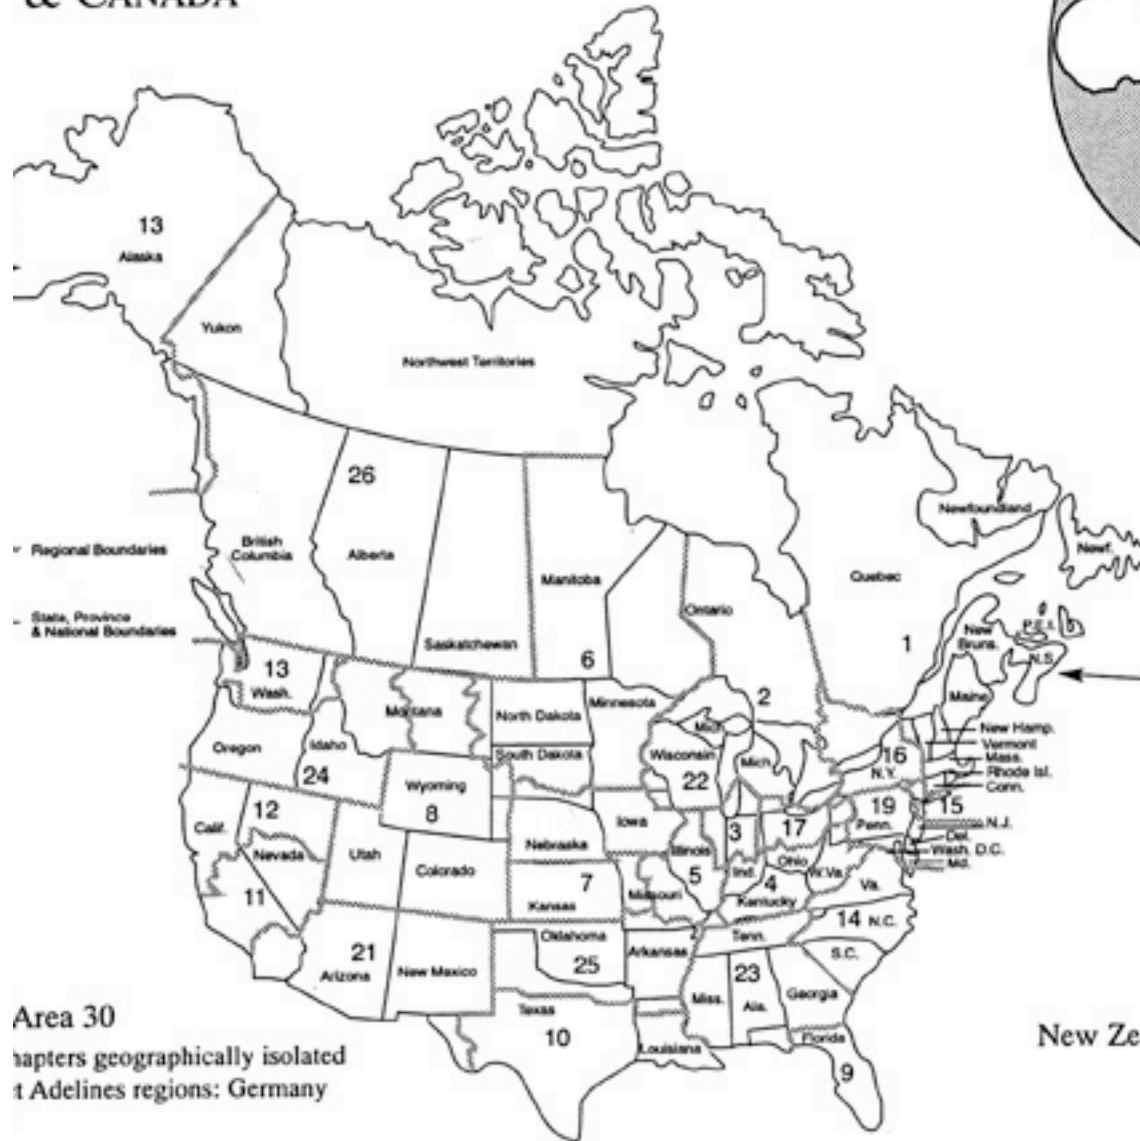 & CANADA
13
Alaska
Yukon
Northwest Territories
26
British
Columbia
Alberta
Saskatchewan
Manitoba
6
Ontario
2
Quebec
1
Newfoundland
Newf.
P.E.I.
New
Bruns.
N.S.
Maine
Regional Boundaries
State, Province
& National Boundaries
13
Wash.
Montana
North Dakota
Minnesota
Oregon
Idaho
24
South Dakota
Wisconsin
22
Mich
Mich
16
N.Y.
New Hamp.
Vermont
Mass.
Rhode Isl.
Conn.
Wyoming
8
12
Calif.
Nevada
Utah
Colorado
Nebraska
Iowa
Illinois
5
3
Ind.
17
Ohio
19
Penn.
15
N.J.
Del.
Wash. D.C.
Md.
11
7
Kansas
Missouri
4
Kentucky
W.Va.
Va.
21
Arizona
New Mexico
Oklahoma
25
Arkansas
Tenn.
14 N.C.
S.C.
23
Miss.
Ala.
Georgia
Texas
10
Louisiana
Florida
9
Area 30
hapters geographically isolated
t Adelines regions: Germany
New Ze